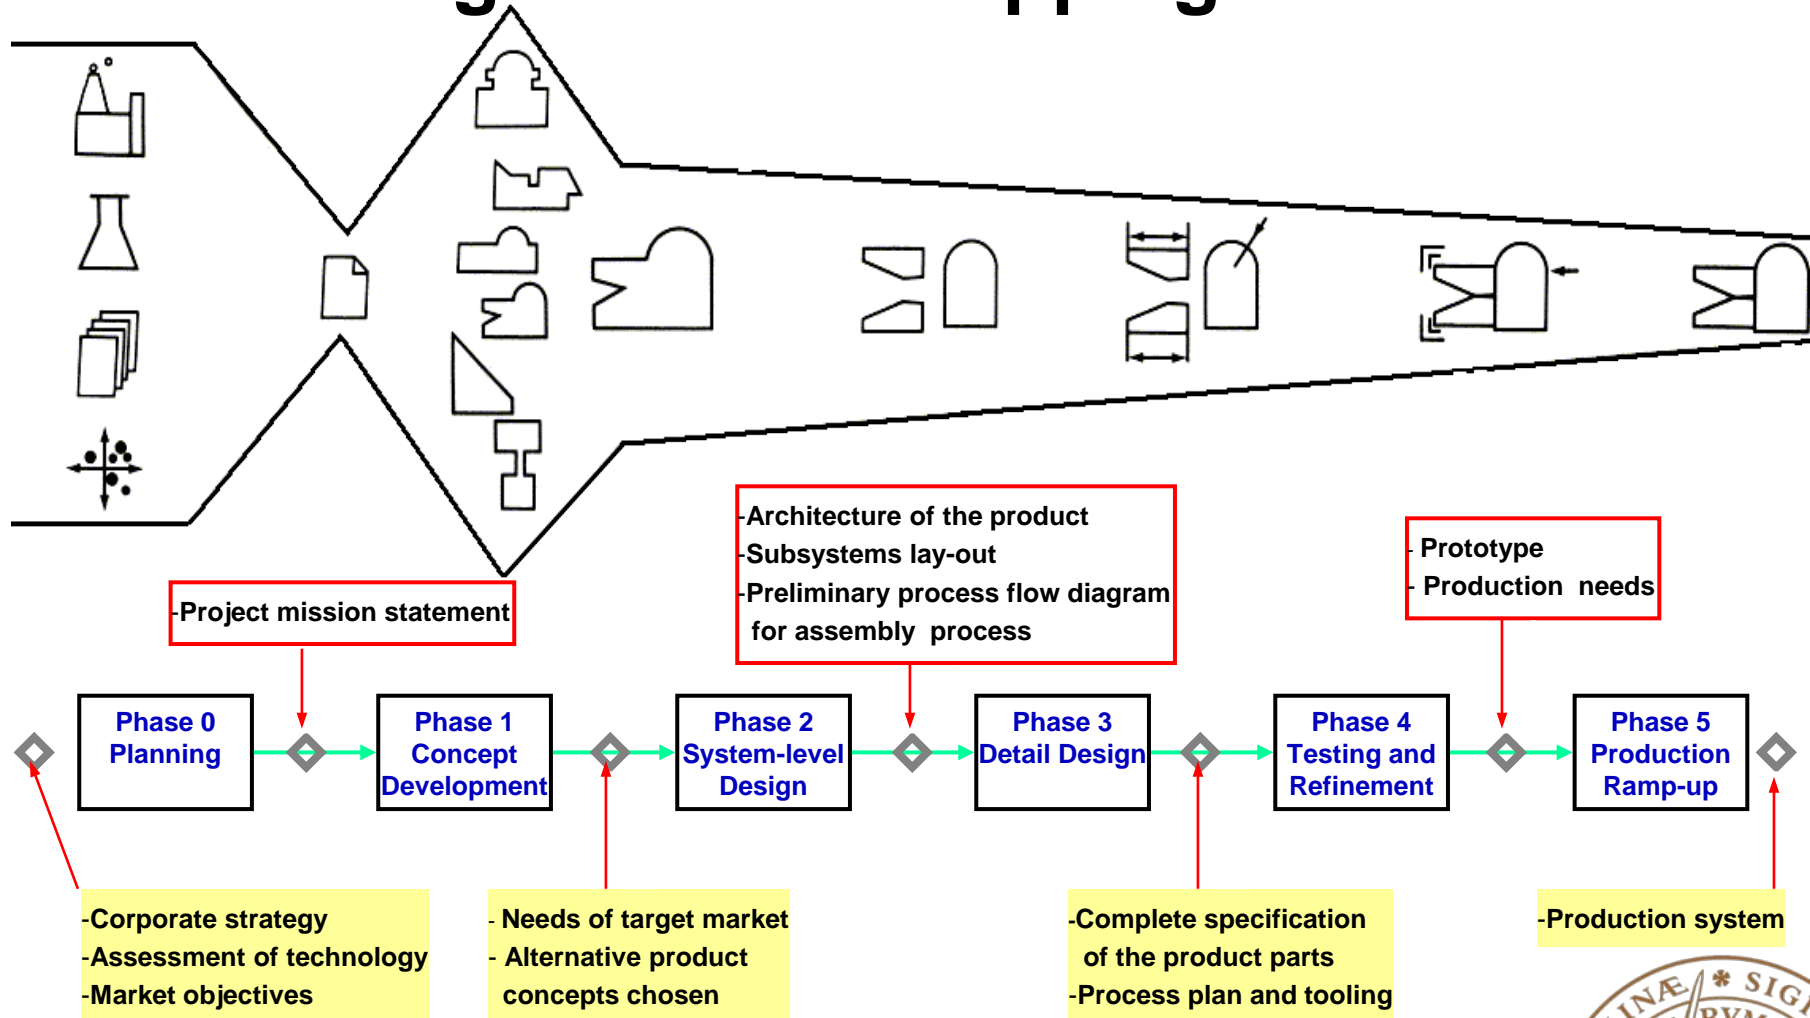 -Architecture of the product
-Subsystems lay-out
-Preliminary process flow diagram
for assembly process
- Prototype
- Production needs
-Project mission statement
Phase 0
Planning
Phase 1
Concept
Development
Phase 2
System-level
Design
Phase 3
Detail Design
Phase 4
Testing and
Refinement
Phase 5
Production
Ramp-up
-Corporate strategy
-Assessment of technology
-Market objectives
- Needs of target market
- Alternative product
concepts chosen
-Complete specification
of the product parts
-Process plan and tooling
-Production system